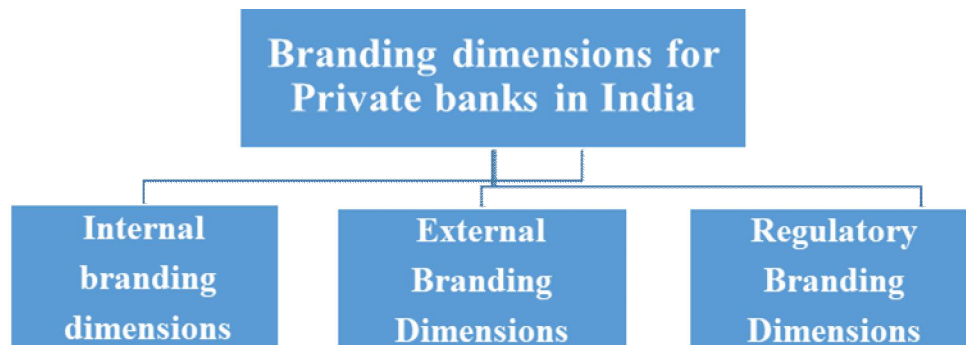 Branding dimensions for
Private banks in India
Internal
branding
dimensions
External
Branding
Dimensions
Regulatory
Branding
Dimensions